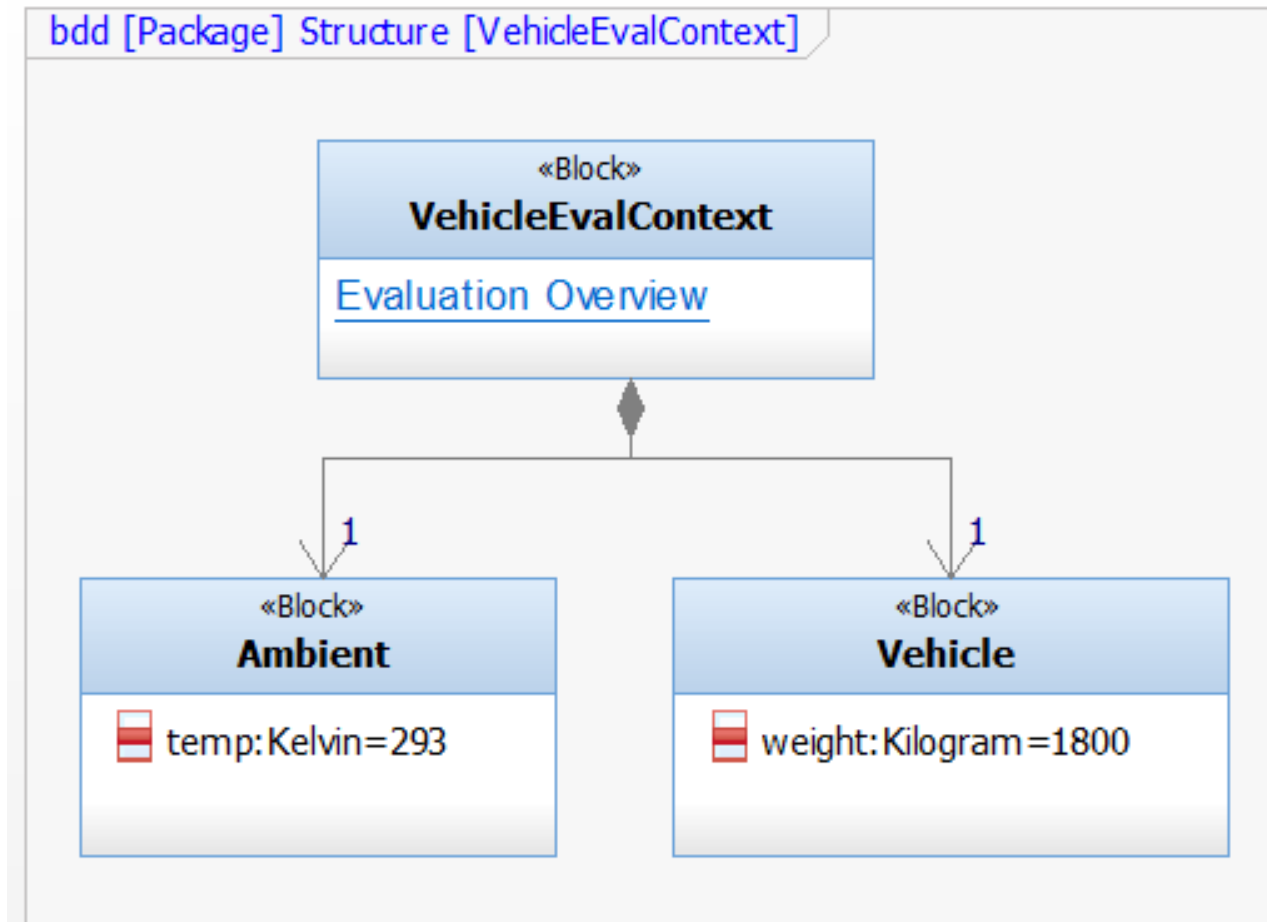 bdd [Package] Structure [VehicleEvalContext]
«Block»
VehicleEvalContext
Evaluation Overview
1
1
«Block»
Ambient
temp:Kelvin=293
«Block»
Vehicle
weight:Kilogram=1800